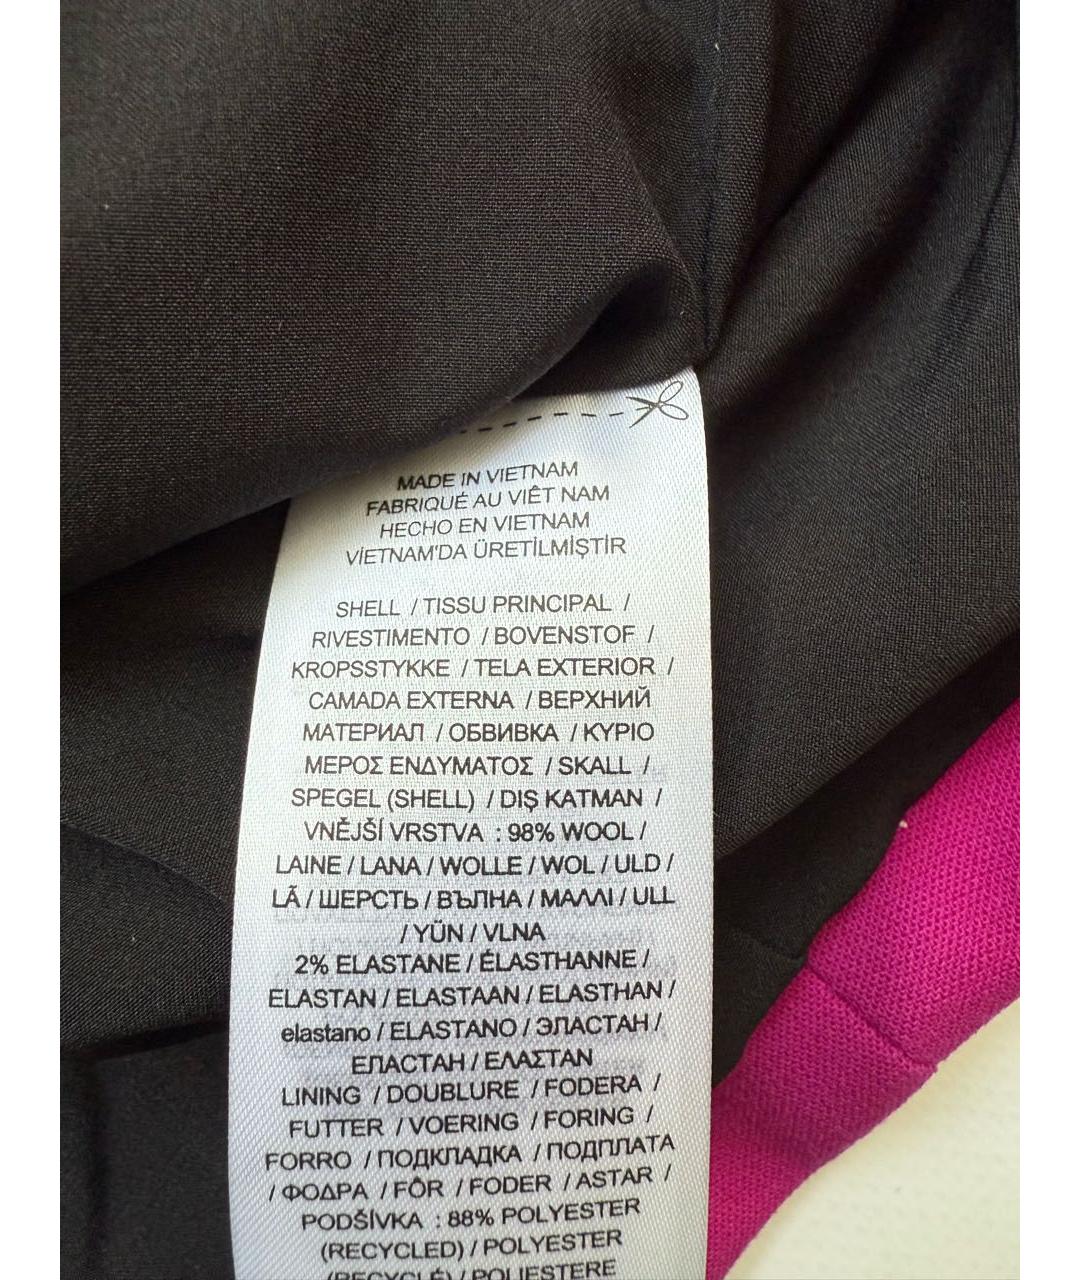 MADE IN VIETNAM
FABRIQUÉ AU VIÊT NAM
HECHO EN VIETNAM
VİETNAM'DA ÜRETİLMİŞTİR
SHELL / TISSU PRINCIPAL /
RIVESTIMENTO / BOVENSTOF /
KROPSSTYKKE / TELA EXTERIOR /
CAMADA EXTERNA / ВЕРХНИЙ
МАТЕРИАЛ / ОБВИВКА / ΚΥΡΙΟ
ΜΕΡΟΣ ΕΝΔΥΜΑΤΟΣ / SKALL /
SPEGEL (SHELL) / DIŞ KATMAN /
VNĚJŠÍ VRSTVA : 98% WOOL /
LAINE / LANA / WOLLE / WOL / ULD /
LÃ / ШЕРСТЬ / ВЪЛНА / ΜΑΛΛΙ / ULL
/ YÜN / VLNA
2% ELASTANE / ÉLASTHANNE /
ELASTAN / ELASTAAN / ELASTHAN /
elastano / ELASTANO / ЭЛАСТАН /
ЕЛАСТАН / ΕΛΑΣΤΑΝ
LINING / DOUBLURE / FODERA /
FUTTER / VOERING / FORING /
FORRO / ПОДКЛАДКА / ПОДПЛАТА
/ ΦΟΔΡΑ / FÔR / FODER / ASTAR /
PODŠÍVKA : 88% POLYESTER
(RECYCLED) / POLYESTER
(RECYCLÉ) / POLIESTERE